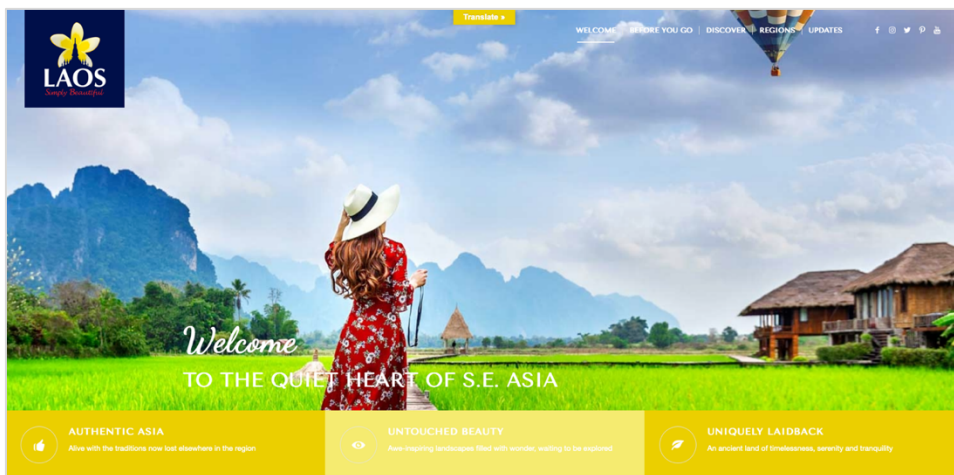 Translate »
WELCOME
BEFORE YOU GO
DISCOVER
REGIONS
UPDATES
LAOS
Simply Beautiful
Welcome
TO THE QUIET HEART OF S.E. ASIA
AUTHENTIC ASIA
Alive with the traditions now lost elsewhere in the region
UNTOUCHED BEAUTY
Awe-inspiring landscapes filled with wonder, waiting to be explored
UNIQUELY LAIDBACK
An ancient land of timelessness, serenity and tranquility